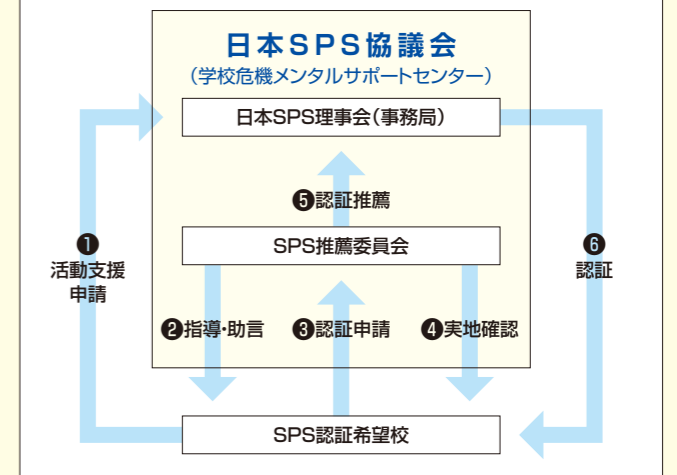 日本SPS協議会
（学校危機メンタルサポートセンター）
日本SPS理事会（事務局）
❺認証推薦
SPS推薦委員会
❶
活動支援
申請
❻
認証
❷指導・助言
❸認証申請
❹実地確認
SPS認証希望校